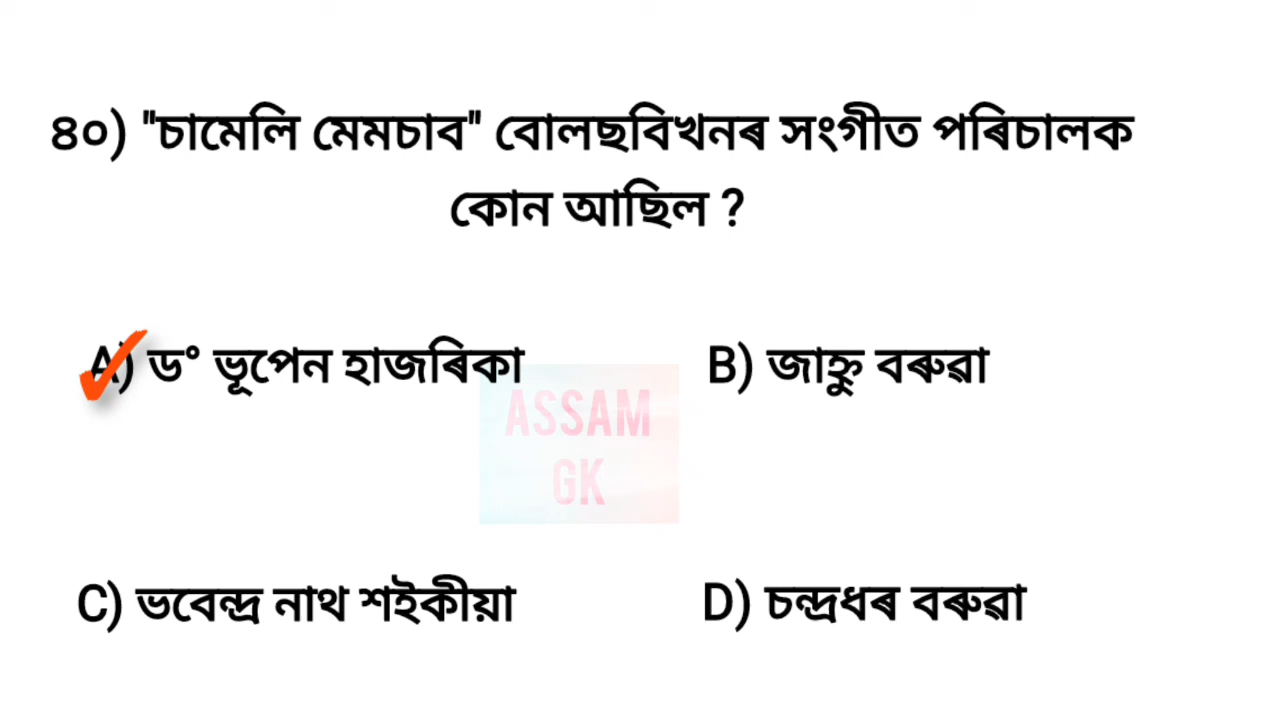 ৪০) "চামেলি মেমচাব" বোলছবিখনৰ সংগীত পৰিচালক
কোন আছিল ?
A) ড° ভূপেন হাজৰিকা
B) জাহ্নু বৰুৱা
ASSAM
GK
C) ভবেন্দ্ৰ নাথ শইকীয়া
D) চন্দ্ৰধৰ বৰুৱা